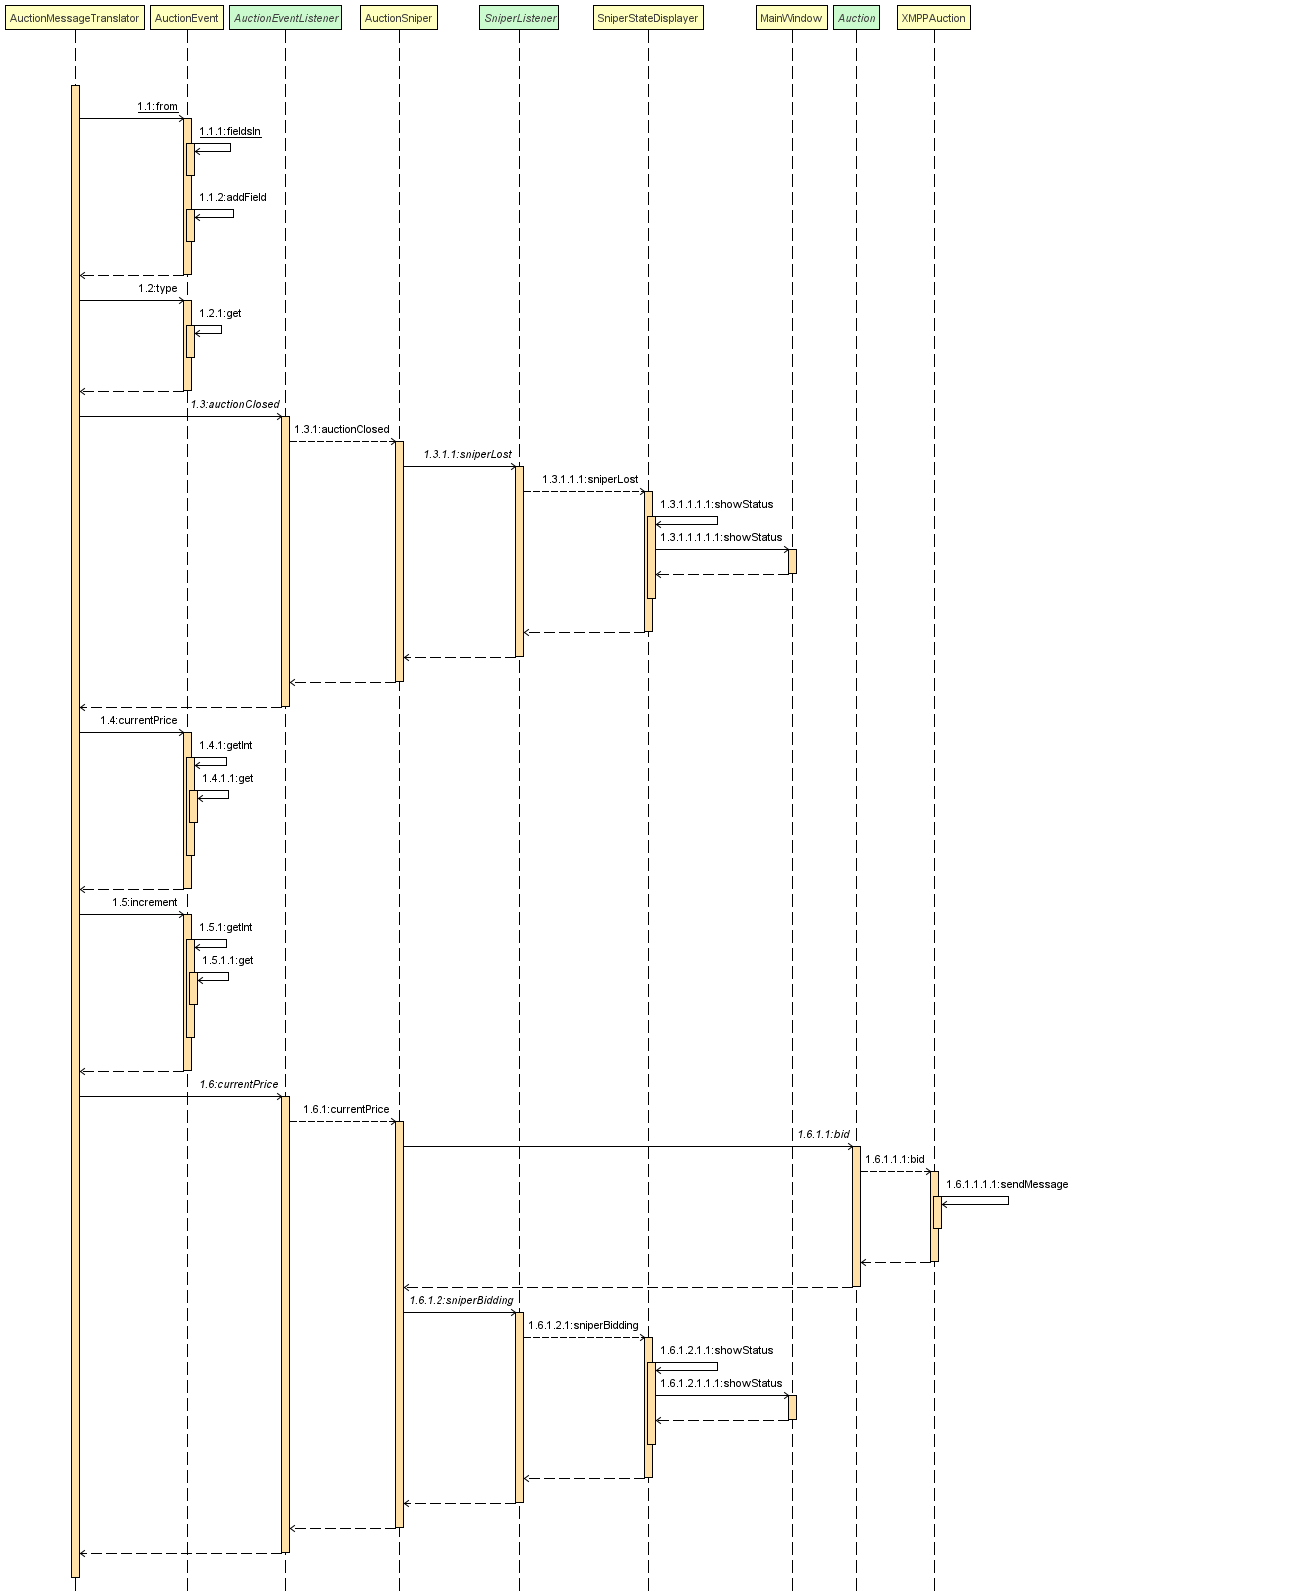 AuctionMessageTranslator AuctionEvent AuctionEventListener AuctionSniper SniperListener SniperStateDisplayer MainWindow Auction XMPPAuction
1.1:from
1.1.1:fieldsIn
1.1.2:addField
1.2:type
1.2.1:get
1.3:auctionClosed
1.3.1:auctionClosed
1.3.1.1:sniperLost
1.3.1.1.1:sniperLost
1.3.1.1.1.1:showStatus
1.3.1.1.1.1.1:showStatus
1.4:currentPrice
1.4.1:getInt
1.4.1.1:get
1.5:increment
1.5.1:getInt
1.5.1.1:get
1.6:currentPrice
1.6.1:currentPrice
1.6.1.1:bid
1.6.1.1.1:bid
1.6.1.1.1.1:sendMessage
1.6.1.2:sniperBidding
1.6.1.2.1:sniperBidding
1.6.1.2.1.1:showStatus
1.6.1.2.1.1.1:showStatus